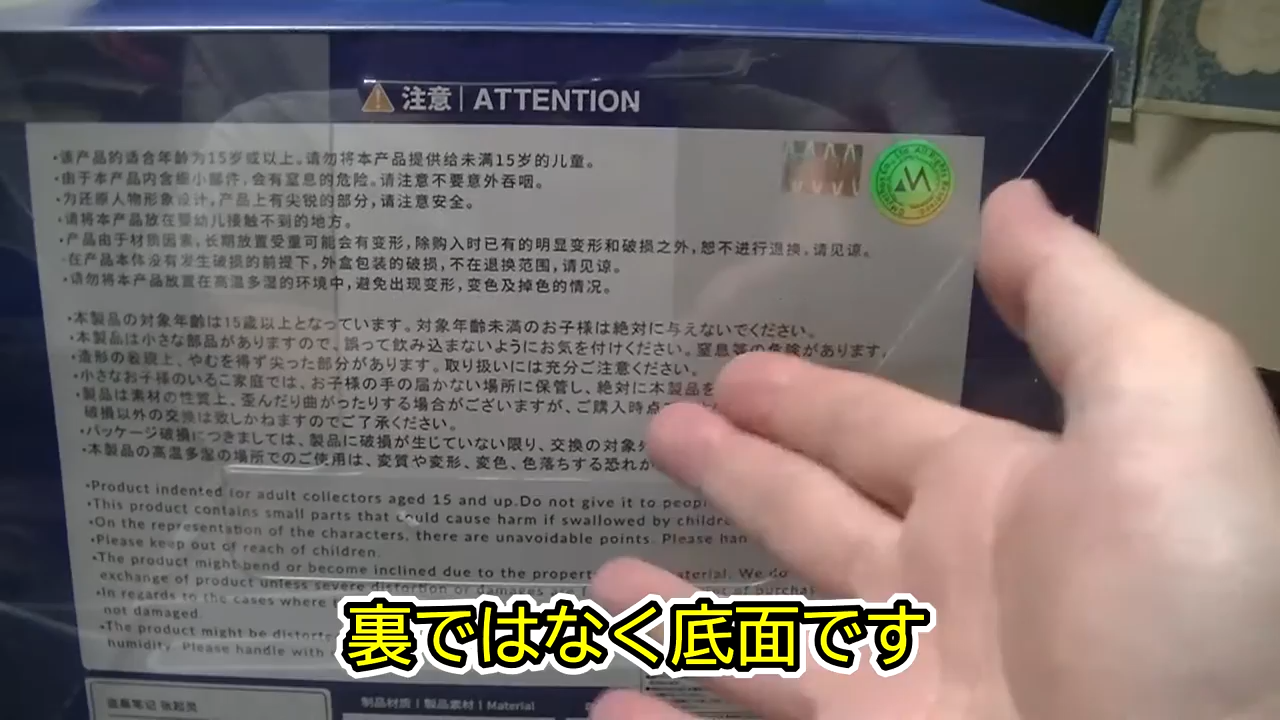 注意 | ATTENTION
•该产品的适合年龄为15岁或以上。请勿将本产品提供给未满15岁的儿童。
•由于本产品内含细小部件，会有窒息的危险。请注意不要意外吞咽。
•为还原人物形象设计，产品上有尖锐的部分，请注意安全。
•请将本产品放在婴幼儿接触不到的地方。
•产品由于材质因素，长期放置受重可能会有变形，除购入时已有的明显变形和破损之外，恕不进行退换。请见谅。
•在产品本体没有发生破损的前提下，外盒包装的破损，不在退换范围，请见谅。
•请勿将本产品放置在高温多湿的环境中，避免出现变形，变色及掉色的情况。
•本製品の対象年齢は15歳以上となっています。対象年齢未満のお子様は絶対に与えないでください。
•本製品は小さな部品がありますので、誤って飲み込まないようにお気を付けください。窒息等の危険があります。
•造形の表現上、やむを得ず尖った部分があります。取り扱いには充分ご注意ください。
•小さなお子様のいるご家庭では、お子様の手の届かない場所に保管し、絶対に本製品を
•製品は素材の性質上、歪んだり曲がったりする場合がございますが、ご購入時点
破損以外の交換は致しかねますのでご了承ください。
•パッケージ破損につきましては、製品に破損が生じていない限り、交換の対象外
•本製品の高温多湿の場所でのご使用は、変質や変形、変色、色落ちする恐れが
•Product indented for adult collectors aged 15 and up.Do not give it to peopl
•This product contains small parts that could cause harm if swallowed by childre
•On the representation of the characters, there are unavoidable points. Please han
•Please keep out of reach of children.
•The product might bend or become inclined due to the propert material. We do
exchange of product unless severe distortion or damages are of purchas
•In regards to the cases where
not damaged.
•The product might be distorte
humidity. Please handle with
裏ではなく底面です
盗墓笔记 张起灵
制品材质 | 製品素材 | Material